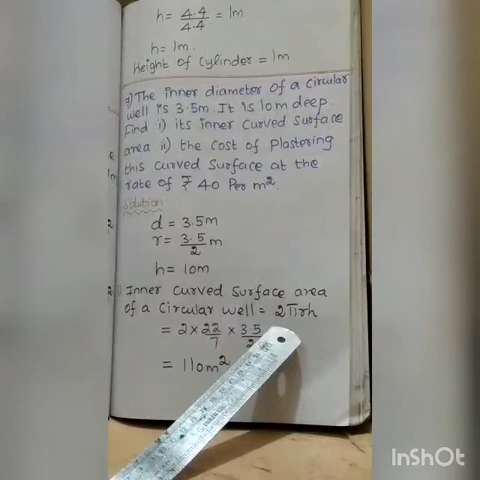 h = 4.4/4.4 = 1m
h = 1m.
Height of cylinder = 1m
7) The inner diameter of a circular
well is 3.5m. It is 10m deep.
Find i) its inner curved surface
area ii) the cost of plastering
this curved surface at the
rate of ₹ 40 Per m².
Solution
d = 3.5m
r = 3.5/2 m
h = 10m
Inner curved surface area
of a circular well = 2πrh
= 2 × 22/7 × 3.5/2
= 110m²
InShOt